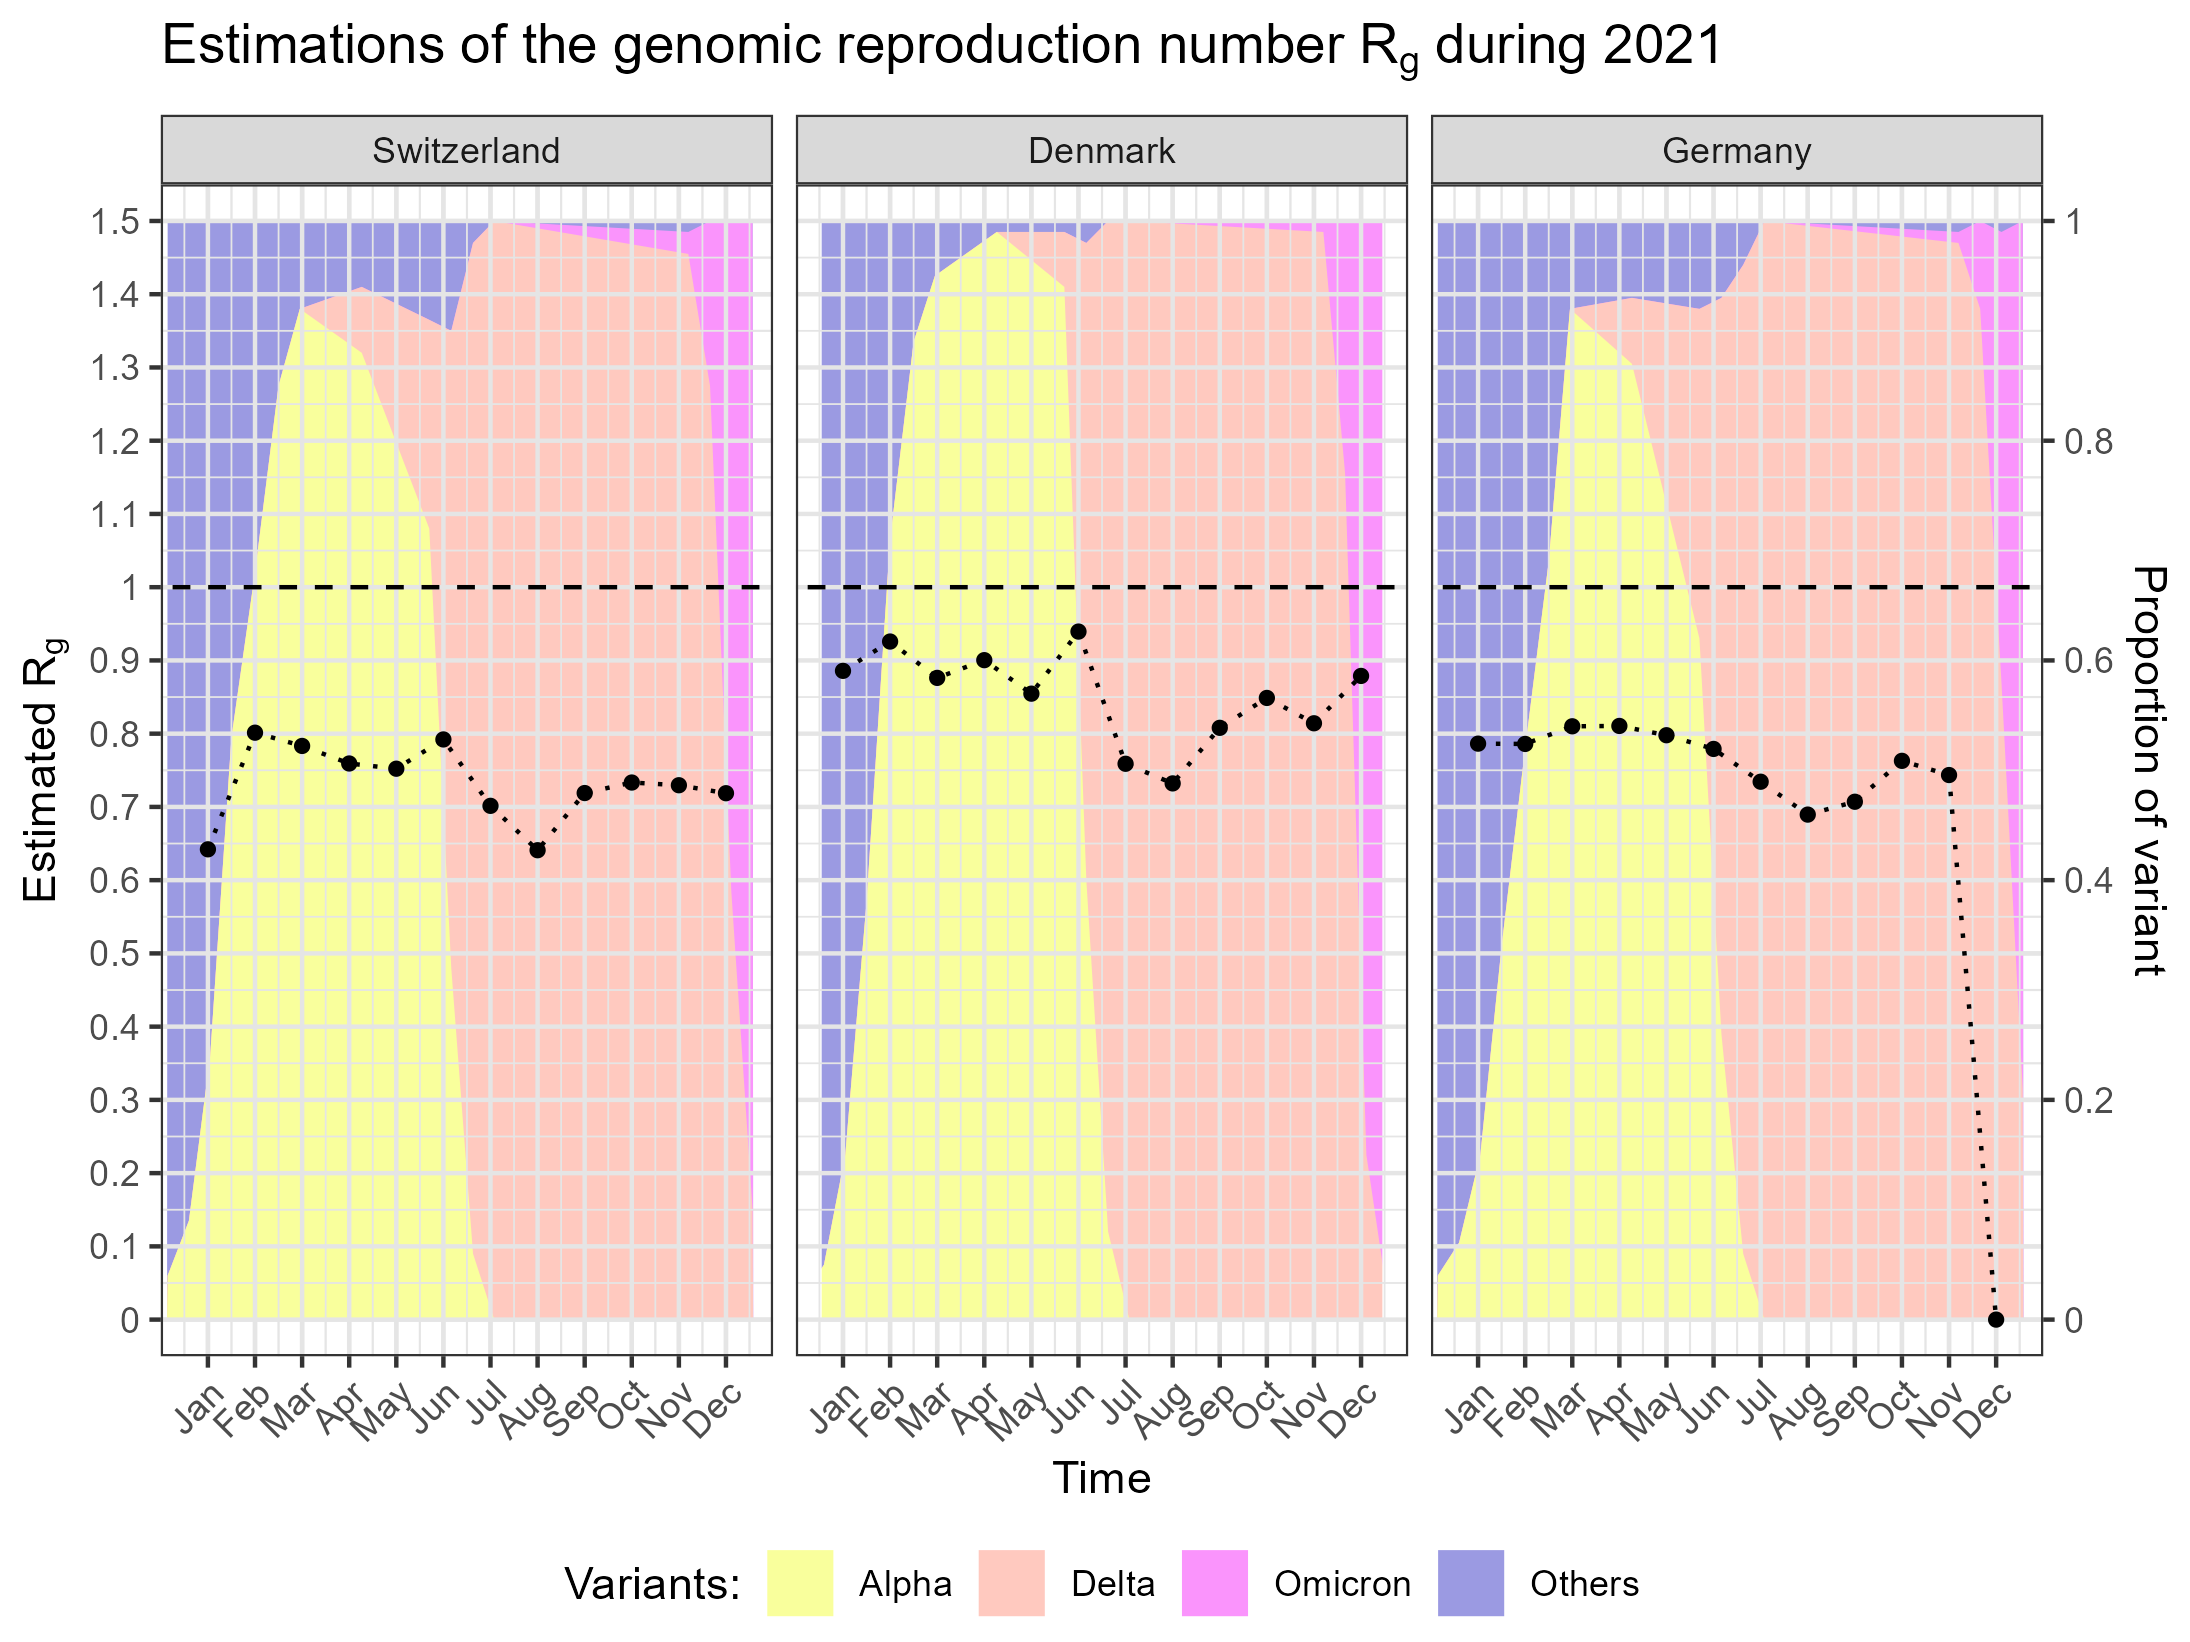 Estimations of the genomic reproduction number Rg during 2021
Switzerland
Denmark
Germany
Estimated Rg
1.5
1.4
1.3
1.2
1.1
1
0.9
0.8
0.7
0.6
0.5
0.4
0.3
0.2
0.1
0
1
0.8
0.6
0.4
0.2
0
Proportion of variant
Jan Feb Mar Apr May Jun Jul Aug Sep Oct Nov Dec
Jan Feb Mar Apr May Jun Jul Aug Sep Oct Nov Dec
Jan Feb Mar Apr May Jun Jul Aug Sep Oct Nov Dec
Time
Variants: Alpha Delta Omicron Others